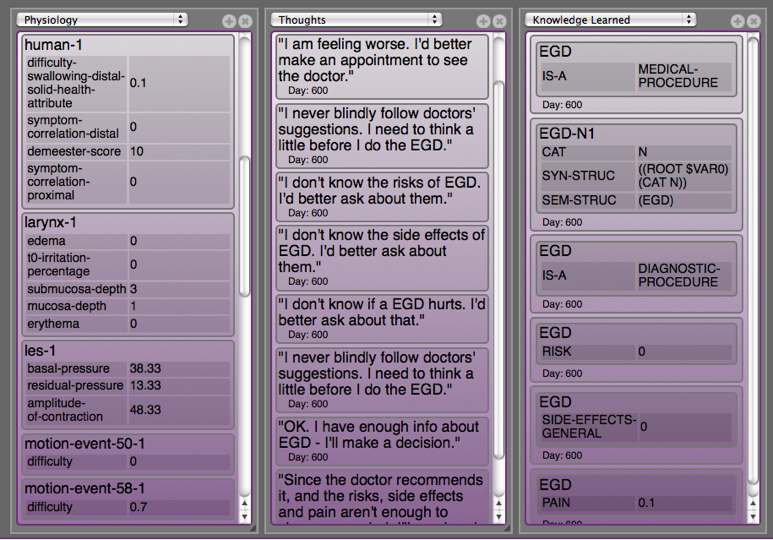 Physiology
human-1
difficulty-
swallowing-distal-
solid-health-
attribute
0.1
symptom-
correlation-distal
0
demeester-score 10
symptom-
correlation-
proximal
0
larynx-1
edema 0
t0-irritation-
percentage
0
submucosa-depth 3
mucosa-depth 1
erythema 0
les-1
basal-pressure 38.33
residual-pressure 13.33
amplitude-
of-contraction
48.33
motion-event-50-1
difficulty 0
motion-event-58-1
difficulty 0.7
Thoughts
"I am feeling worse. I'd better
make an appointment to see
the doctor."
Day: 600
"I never blindly follow doctors'
suggestions. I need to think a
little before I do the EGD."
Day: 600
"I don't know the risks of EGD.
I'd better ask about them."
Day: 600
"I don't know the side effects of
EGD. I'd better ask about
them."
Day: 600
"I don't know if a EGD hurts. I'd
better ask about that."
Day: 600
"I never blindly follow doctors'
suggestions. I need to think a
little before I do the EGD."
Day: 600
"OK. I have enough info about
EGD - I'll make a decision."
Day: 600
"Since the doctor recommends
it, and the risks, side effects
and pain aren't enough to
Knowledge Learned
EGD
IS-A MEDICAL-
PROCEDURE
Day: 600
EGD-N1
CAT N
SYN-STRUC ((ROOT $VAR0)
(CAT N))
SEM-STRUC (EGD)
Day: 600
EGD
IS-A DIAGNOSTIC-
PROCEDURE
Day: 600
EGD
RISK 0
Day: 600
EGD
SIDE-EFFECTS-
GENERAL
0
Day: 600
EGD
PAIN 0.1
Day: 600